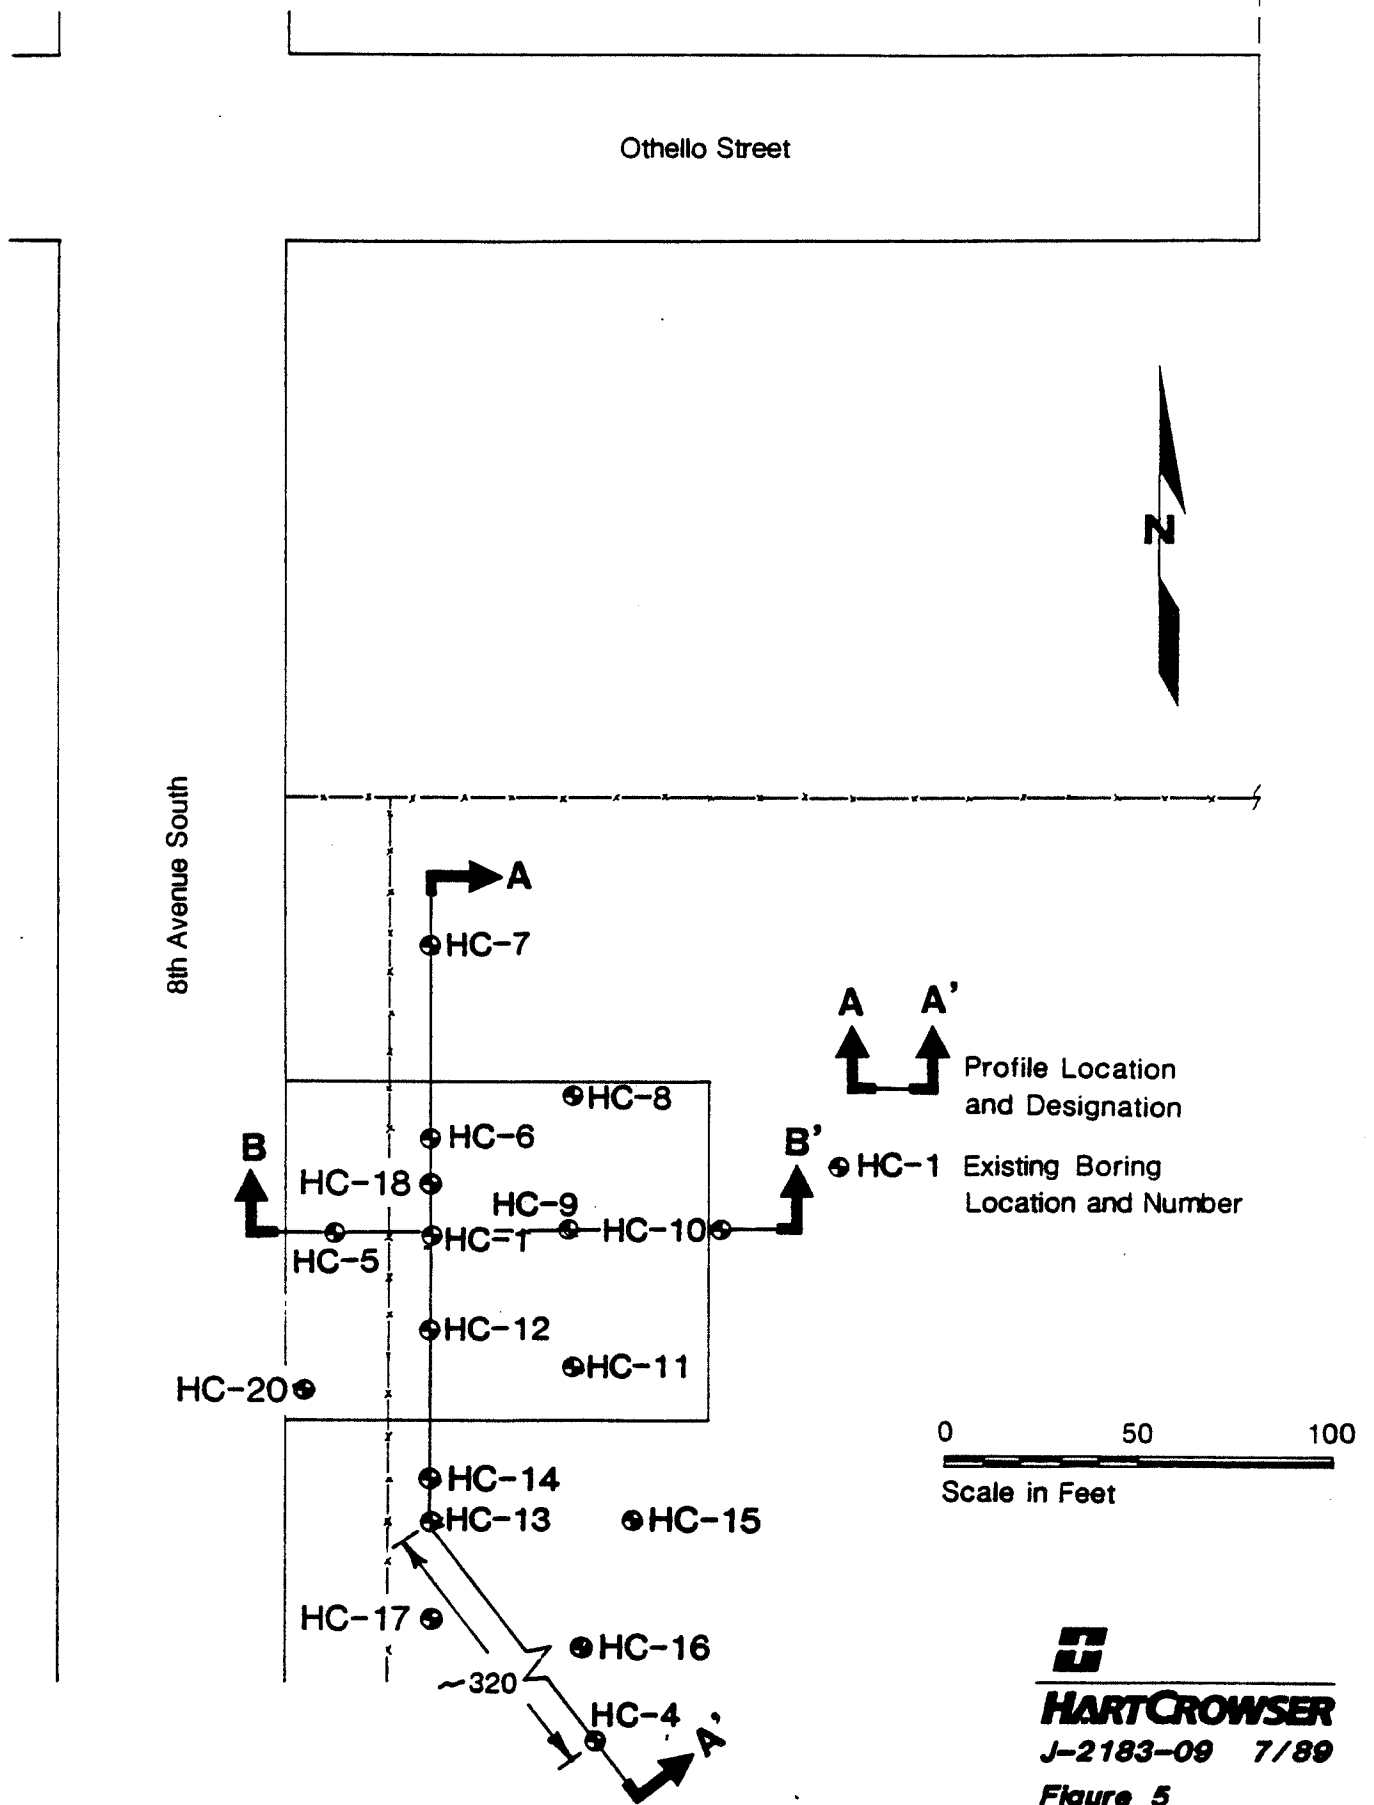 Othello Street
N
8th Avenue South
A
HC-7
A A'
Profile Location
and Designation
HC-8
HC-6
B
B'
HC-1 Existing Boring
Location and Number
HC-18
HC-9
HC-10
HC-1
HC-5
HC-12
HC-11
HC-20
0 50 100
Scale in Feet
HC-14
HC-13
HC-15
HC-17
HC-16
~320
HC-4
A'
HARTCROWSER
J-2183-09 7/89
Figure 5